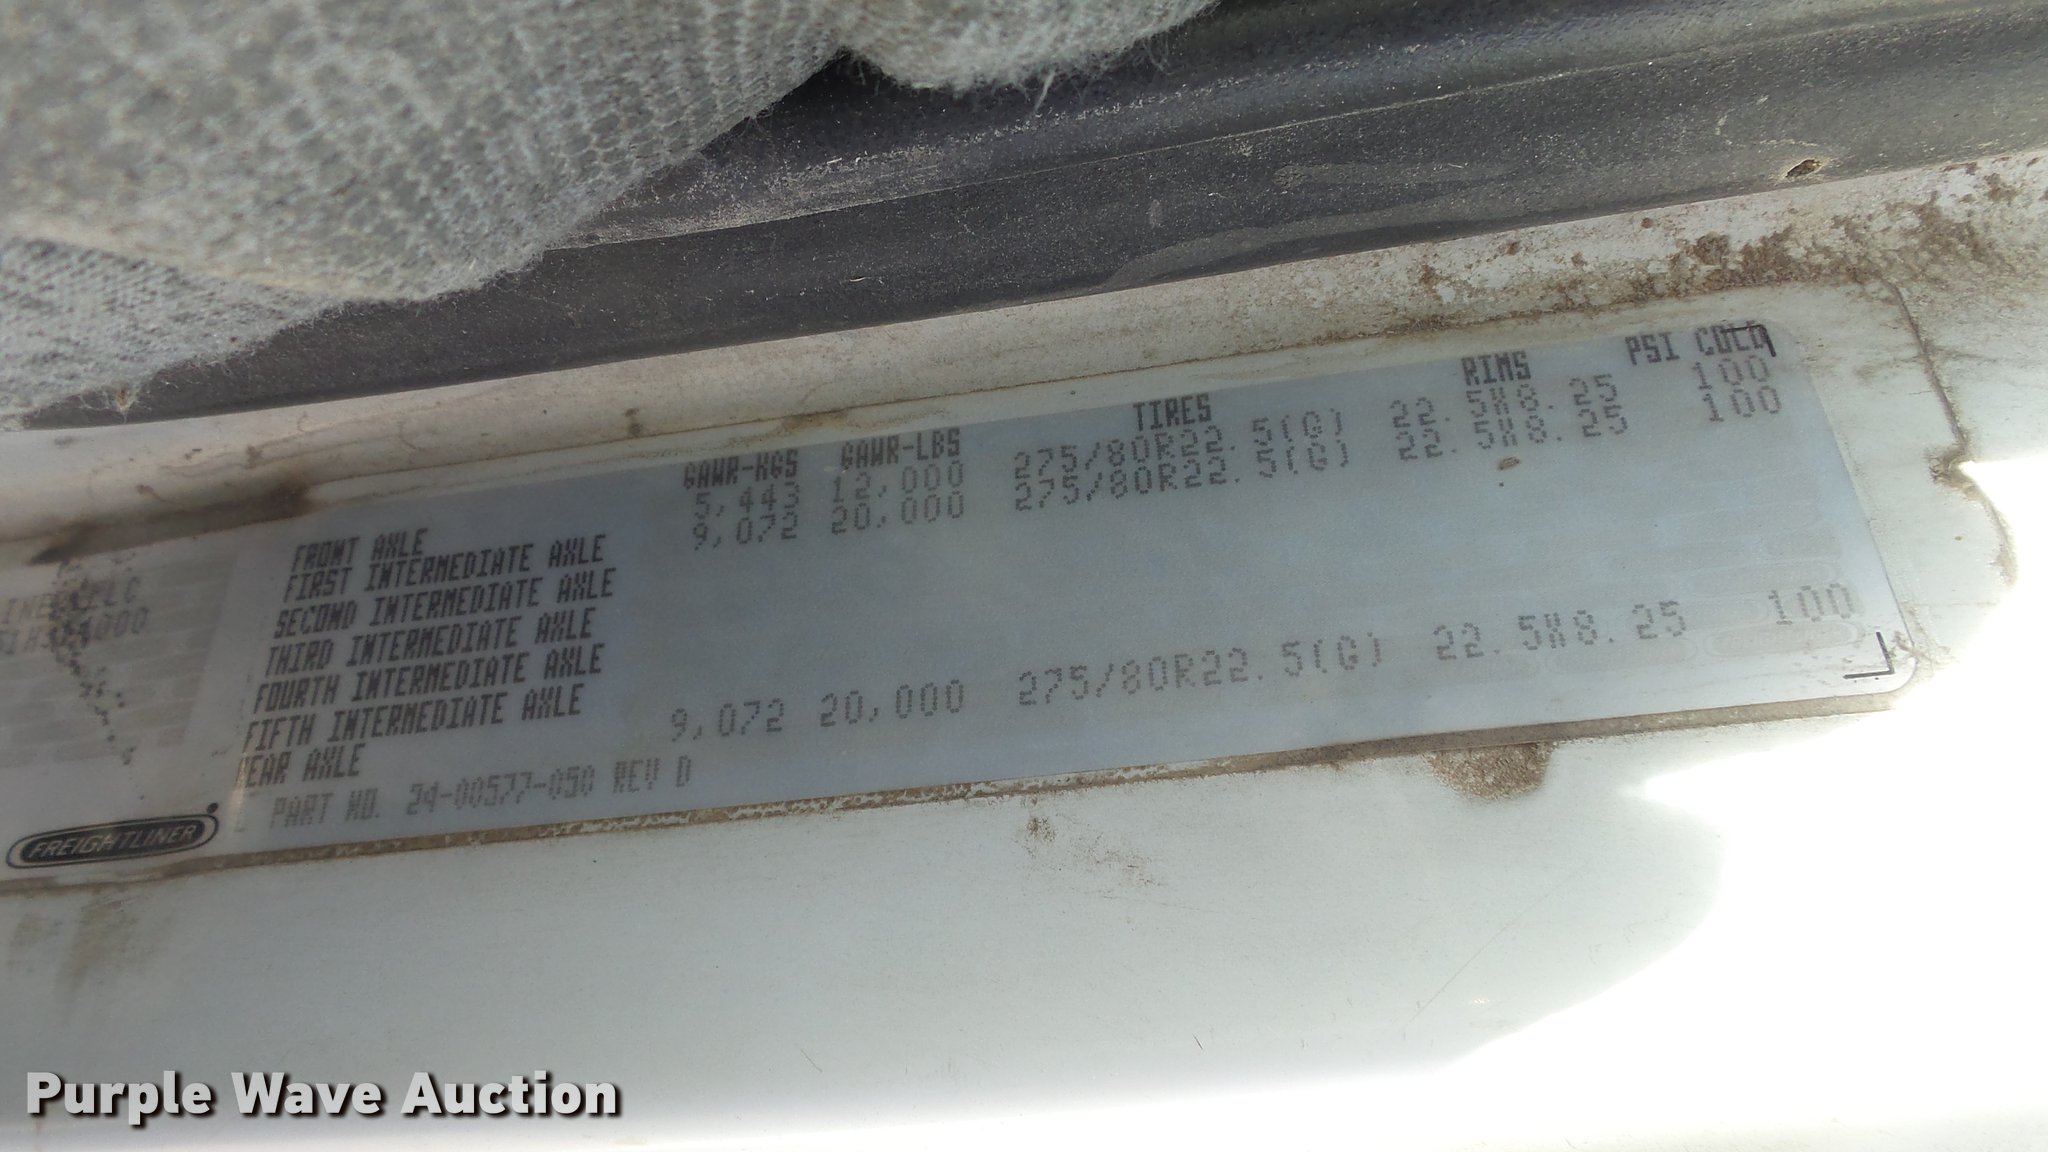 GAWR-KGS GAWR-LBS TIRES RIMS PSI COLD
FRONT AXLE 5,443 12,000 275/80R22.5(G) 22.5X8.25 100
FIRST INTERMEDIATE AXLE 9,072 20,000 275/80R22.5(G) 22.5X8.25 100
SECOND INTERMEDIATE AXLE
THIRD INTERMEDIATE AXLE
FOURTH INTERMEDIATE AXLE
FIFTH INTERMEDIATE AXLE
REAR AXLE 9,072 20,000 275/80R22.5(G) 22.5X8.25 100
PART NO. 24-00577-050 REV D
FREIGHTLINER
Purple Wave Auction